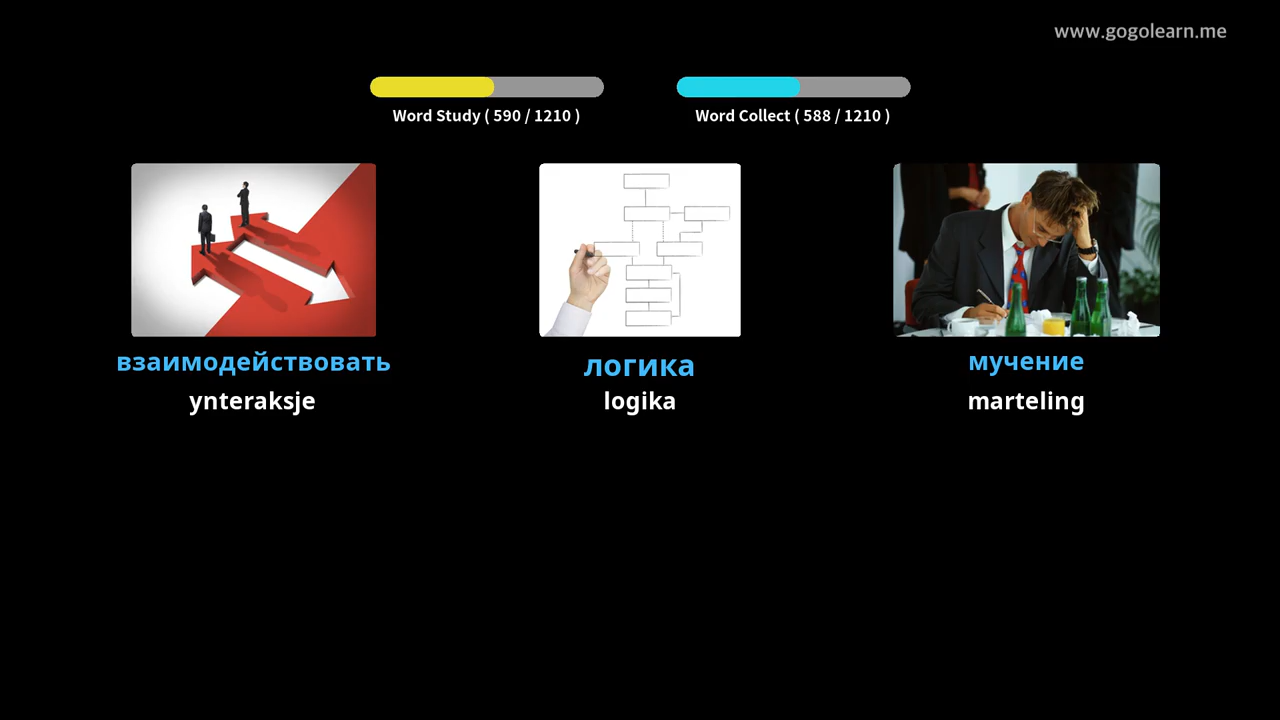 www.gogolearn.me
Word Study ( 590 / 1210 )
Word Collect ( 588 / 1210 )
взаимодействовать
ynteraksje
логика
logika
мучение
marteling